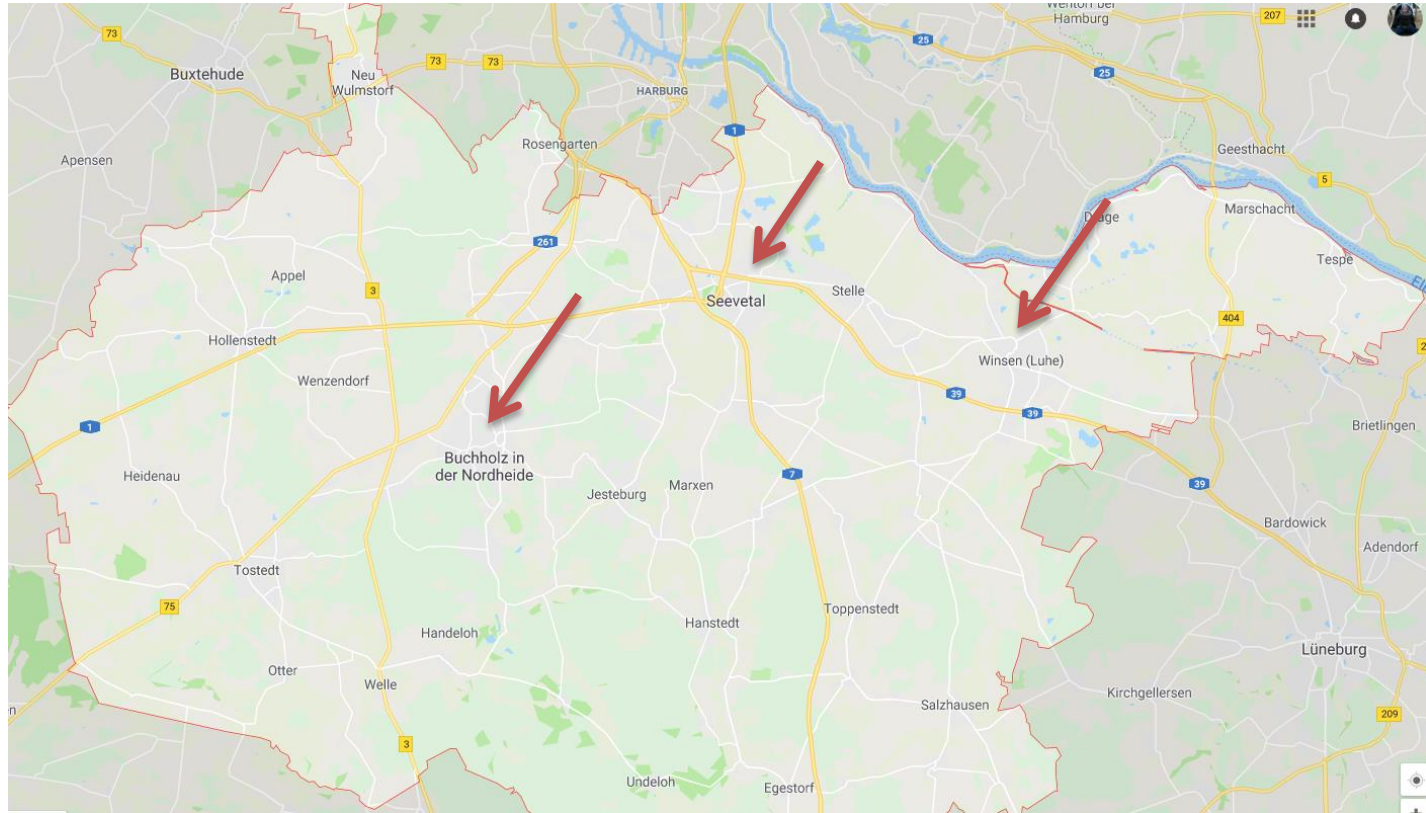 Wentorf bei
Hamburg
207
73
25
Buxtehude
Neu
Wulmstorf
73
73
25
HARBURG
1
Rosengarten
Apensen
Geesthacht
5
Drage
Marschacht
261
Tespe
Appel
3
Seevetal
Stelle
404
Hollenstedt
Winsen (Luhe)
Wenzendorf
39
39
1
Brietlingen
Buchholz in
der Nordheide
Heidenau
Jesteburg
Marxen
7
39
Bardowick
Adendorf
Tostedt
75
Toppenstedt
Hanstedt
Handeloh
Lüneburg
Otter
Welle
Kirchgellersen
Salzhausen
209
3
Undeloh
Egestorf